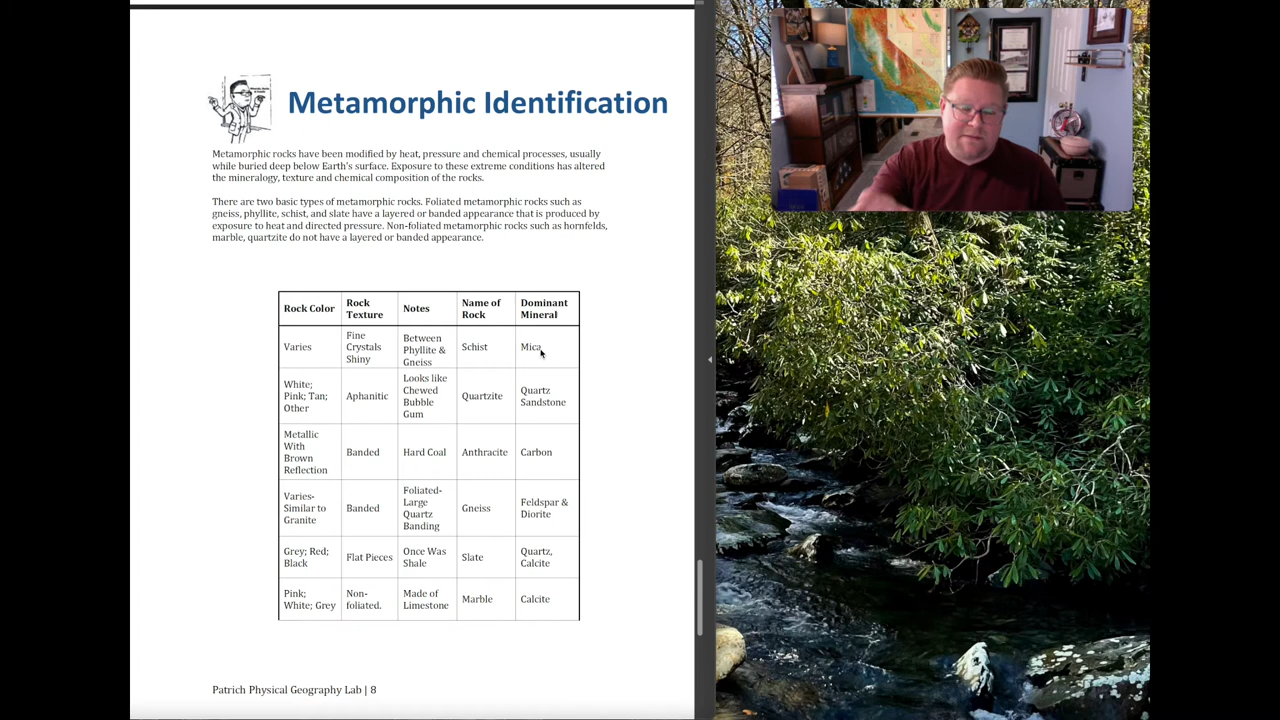 Metamorphic Identification
Metamorphic rocks have been modified by heat, pressure and chemical processes, usually
while buried deep below Earth's surface. Exposure to these extreme conditions has altered
the mineralogy, texture and chemical composition of the rocks.
There are two basic types of metamorphic rocks. Foliated metamorphic rocks such as
gneiss, phyllite, schist, and slate have a layered or banded appearance that is produced by
exposure to heat and directed pressure. Non-foliated metamorphic rocks such as hornfelds,
marble, quartzite do not have a layered or banded appearance.
Rock Color
Rock
Texture
Notes
Name of
Rock
Dominant
Mineral
Varies
Fine
Crystals
Shiny
Between
Phyllite &
Gneiss
Schist
Mica
White;
Pink; Tan;
Other
Aphanitic
Looks like
Chewed
Bubble
Gum
Quartzite
Quartz
Sandstone
Metallic
With
Brown
Reflection
Banded
Hard Coal
Anthracite
Carbon
Varies-
Similar to
Granite
Banded
Foliated-
Large
Quartz
Banding
Gneiss
Feldspar &
Diorite
Grey; Red;
Black
Flat Pieces
Once Was
Shale
Slate
Quartz,
Calcite
Pink;
White; Grey
Non-
foliated.
Made of
Limestone
Marble
Calcite
Patrich Physical Geography Lab | 8